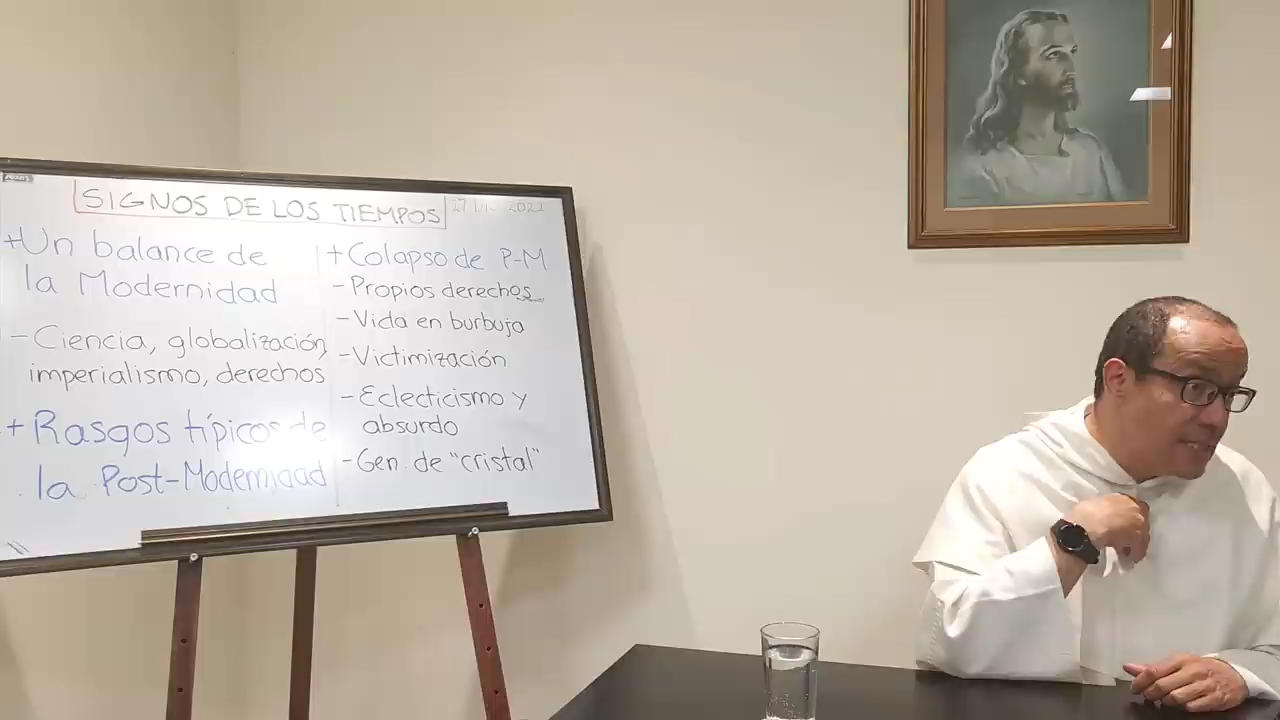 SIGNOS DE LOS TIEMPOS
+Un balance de
la Modernidad
-Ciencia, globalización,
imperialismo, derechos
+Rasgos típicos de
la Post-Modernidad
+Colapso de P-M
-Propios derechos
-Vida en burbuja
-Victimización
-Eclecticismo y
absurdo
-Gen. de "cristal"